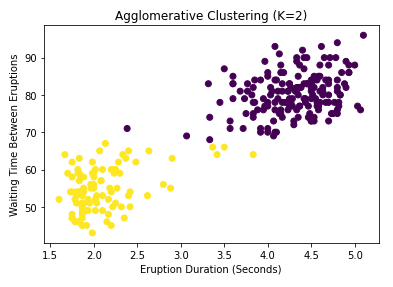 Agglomerative Clustering (K=2)
Waiting Time Between Eruptions
90
80
70
60
50
1.5 2.0 2.5 3.0 3.5 4.0 4.5 5.0
Eruption Duration (Seconds)